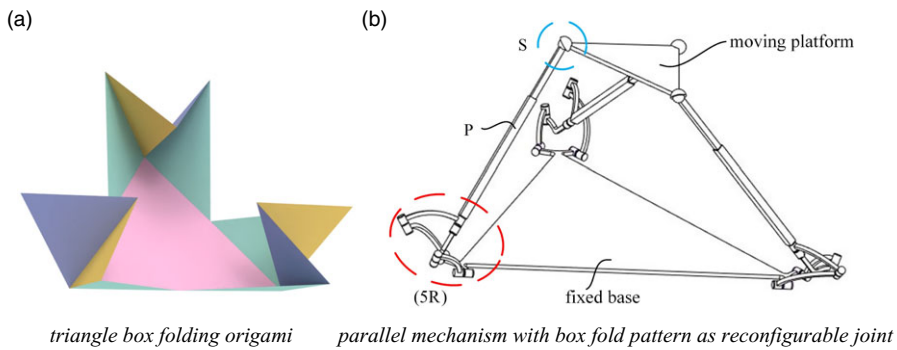 (a)
(b)
S
moving platform
P
(5R)
fixed base
triangle box folding origami
parallel mechanism with box fold pattern as reconfigurable joint